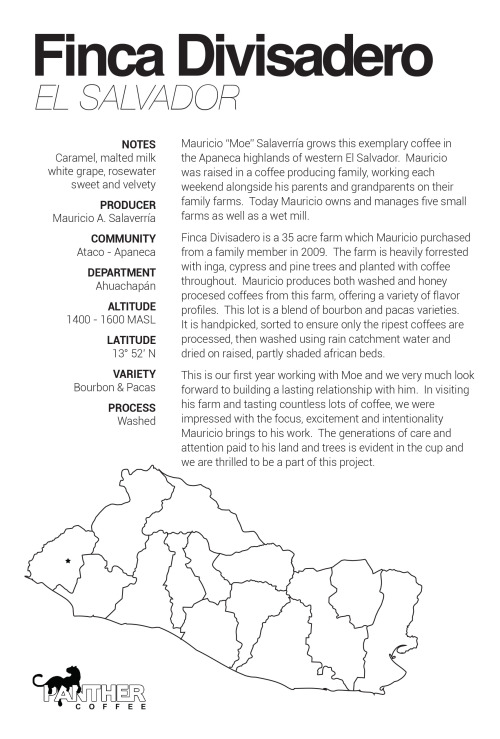 Finca Divisadero
EL SALVADOR
NOTES
Caramel, malted milk
white grape, rosewater
sweet and velvety
PRODUCER
Mauricio A. Salaverría
COMMUNITY
Ataco - Apaneca
DEPARTMENT
Ahuachapán
ALTITUDE
1400 - 1600 MASL
LATITUDE
13° 52' N
VARIETY
Bourbon & Pacas
PROCESS
Washed
Mauricio "Moe" Salaverría grows this exemplary coffee in
the Apaneca highlands of western El Salvador. Mauricio
was raised in a coffee producing family, working each
weekend alongside his parents and grandparents on their
family farms. Today Mauricio owns and manages five small
farms as well as a wet mill.
Finca Divisadero is a 35 acre farm which Mauricio purchased
from a family member in 2009. The farm is heavily forrested
with inga, cypress and pine trees and planted with coffee
throughout. Mauricio produces both washed and honey
procesed coffees from this farm, offering a variety of flavor
profiles. This lot is a blend of bourbon and pacas varieties.
It is handpicked, sorted to ensure only the ripest coffees are
processed, then washed using rain catchment water and
dried on raised, partly shaded african beds.
This is our first year working with Moe and we very much look
forward to building a lasting relationship with him. In visiting
his farm and tasting countless lots of coffee, we were
impressed with the focus, excitement and intentionality
Mauricio brings to his work. The generations of care and
attention paid to his land and trees is evident in the cup and
we are thrilled to be a part of this project.
PANTHER
COFFEE